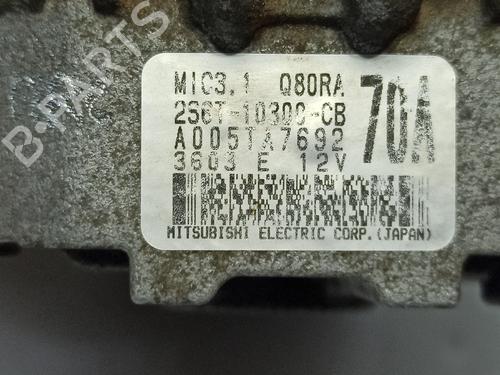 MIC3.1 Q80RA
2S6T-10300-CB 70A
A005TA7692
3603 E 12V
MITSUBISHI ELECTRIC CORP.(JAPAN)
B-PARTS